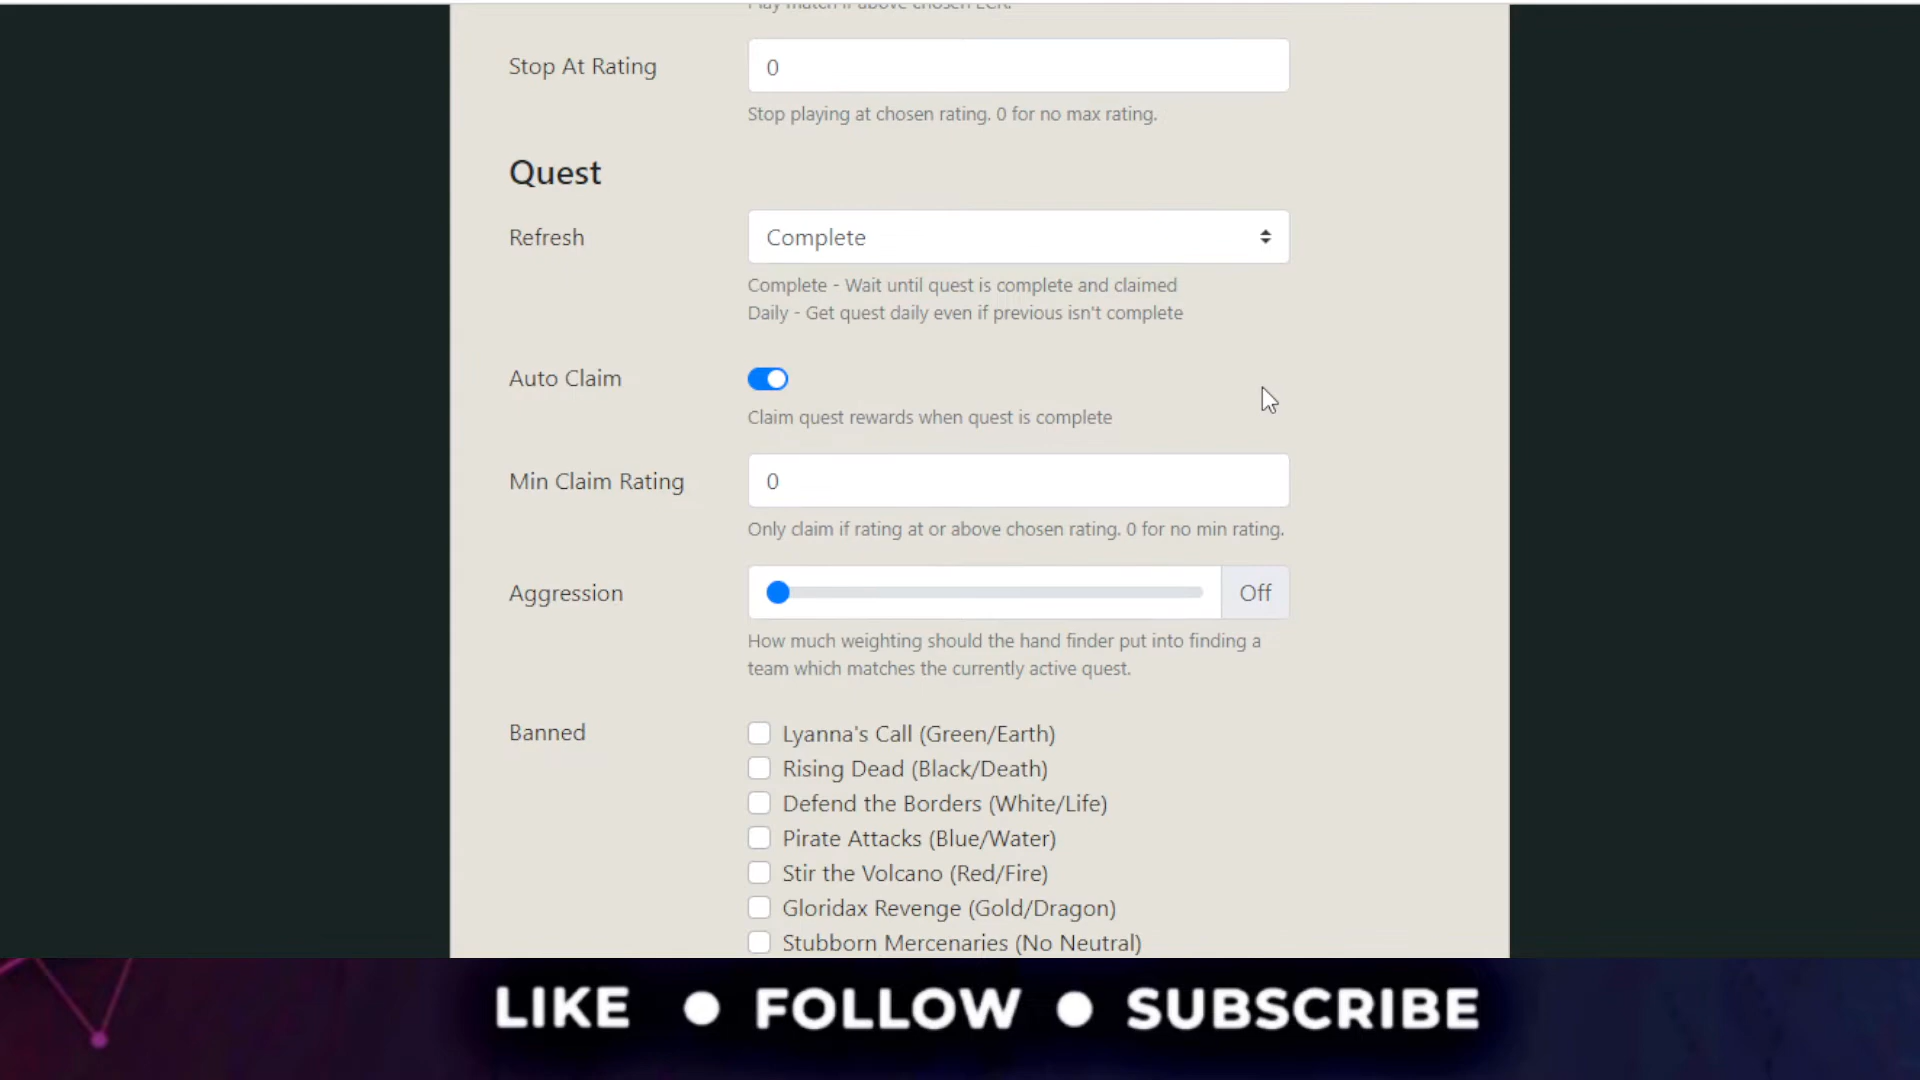 Play match if above chosen ECR.
Stop At Rating
0
Stop playing at chosen rating. 0 for no max rating.
Quest
Refresh
Complete
Complete - Wait until quest is complete and claimed
Daily - Get quest daily even if previous isn't complete
Auto Claim
Claim quest rewards when quest is complete
Min Claim Rating
0
Only claim if rating at or above chosen rating. 0 for no min rating.
Aggression
Off
How much weighting should the hand finder put into finding a
team which matches the currently active quest.
Banned
Lyanna's Call (Green/Earth)
Rising Dead (Black/Death)
Defend the Borders (White/Life)
Pirate Attacks (Blue/Water)
Stir the Volcano (Red/Fire)
Gloridax Revenge (Gold/Dragon)
Stubborn Mercenaries (No Neutral)
LIKE ● FOLLOW ● SUBSCRIBE